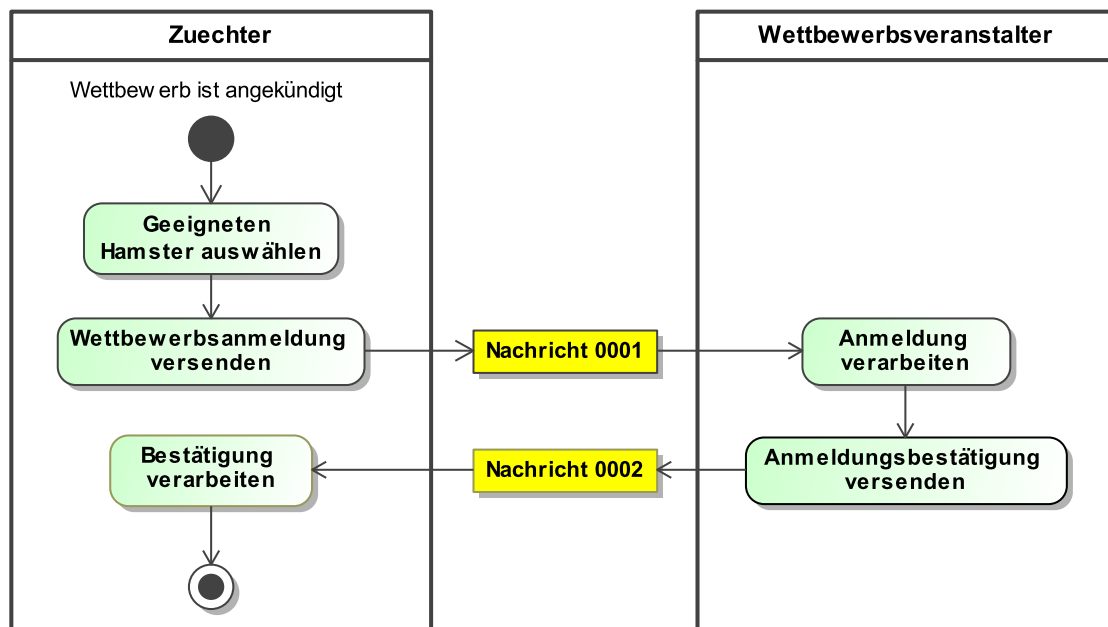 Zuechter
Wettbewerbsveranstalter
Wettbewerb ist angekündigt
Geeigneten
Hamster auswählen
Wettbewerbsanmeldung
versenden
Nachricht 0001
Anmeldung
verarbeiten
Bestätigung
verarbeiten
Nachricht 0002
Anmeldungsbestätigung
versenden